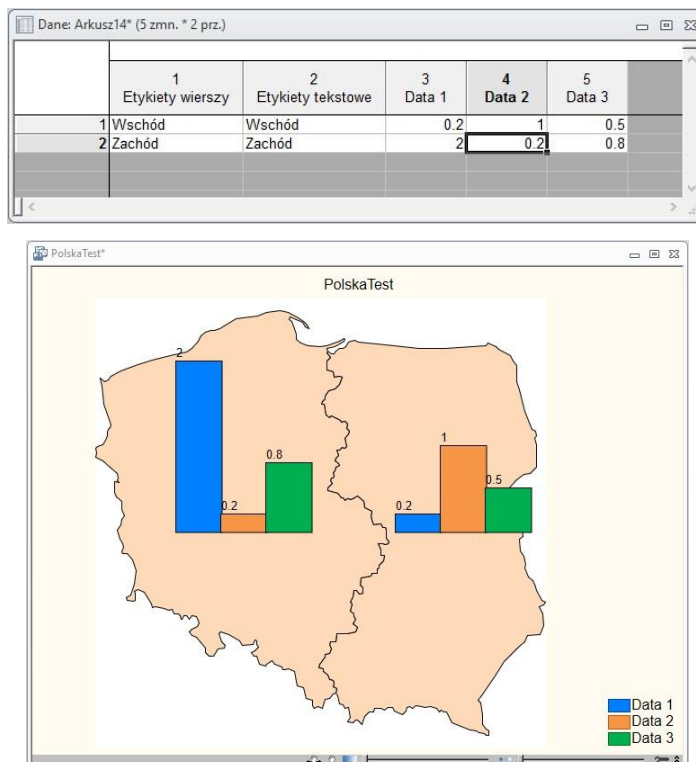 Dane: Arkusz14* (5 zmn. * 2 prz.)
1 2 3 4 5
Etykiety wierszy Etykiety tekstowe Data 1 Data 2 Data 3
1 Wschód Wschód 0.2 1 0.5
2 Zachód Zachód 2 0.2 0.8
PolskaTest*
PolskaTest
2
0.8
1
0.2
0.5
0.2
Data 1
Data 2
Data 3